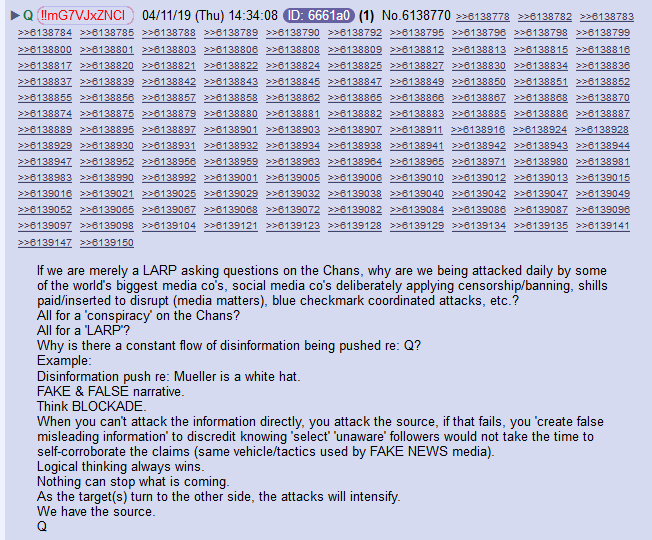 ▶ Q !!mG7VJxZNCI 04/11/19 (Thu) 14:34:08 ID: 6661a0 (1) No.6138770 >>6138778 >>6138782 >>6138783
>>6138784 >>6138785 >>6138788 >>6138789 >>6138790 >>6138792 >>6138795 >>6138796 >>6138798 >>6138799
>>6138800 >>6138801 >>6138803 >>6138806 >>6138808 >>6138809 >>6138812 >>6138813 >>6138815 >>6138816
>>6138817 >>6138820 >>6138821 >>6138822 >>6138824 >>6138825 >>6138827 >>6138830 >>6138834 >>6138836
>>6138837 >>6138839 >>6138842 >>6138843 >>6138845 >>6138847 >>6138849 >>6138850 >>6138851 >>6138852
>>6138855 >>6138856 >>6138857 >>6138858 >>6138862 >>6138865 >>6138866 >>6138867 >>6138868 >>6138870
>>6138874 >>6138875 >>6138879 >>6138880 >>6138881 >>6138882 >>6138883 >>6138885 >>6138886 >>6138887
>>6138889 >>6138895 >>6138897 >>6138901 >>6138903 >>6138907 >>6138911 >>6138916 >>6138924 >>6138928
>>6138929 >>6138930 >>6138931 >>6138932 >>6138934 >>6138938 >>6138941 >>6138942 >>6138943 >>6138944
>>6138947 >>6138952 >>6138956 >>6138959 >>6138963 >>6138964 >>6138965 >>6138971 >>6138980 >>6138981
>>6138983 >>6138990 >>6138992 >>6139001 >>6139005 >>6139006 >>6139010 >>6139012 >>6139013 >>6139015
>>6139016 >>6139021 >>6139025 >>6139029 >>6139032 >>6139038 >>6139040 >>6139042 >>6139047 >>6139049
>>6139052 >>6139065 >>6139067 >>6139068 >>6139072 >>6139082 >>6139084 >>6139086 >>6139087 >>6139096
>>6139097 >>6139098 >>6139104 >>6139121 >>6139123 >>6139128 >>6139129 >>6139134 >>6139135 >>6139141
>>6139147 >>6139150
If we are merely a LARP asking questions on the Chans, why are we being attacked daily by some
of the world's biggest media co's, social media co's deliberately applying censorship/banning, shills
paid/inserted to disrupt (media matters), blue checkmark coordinated attacks, etc.?
All for a 'conspiracy' on the Chans?
All for a 'LARP'?
Why is there a constant flow of disinformation being pushed re: Q?
Example:
Disinformation push re: Mueller is a white hat.
FAKE & FALSE narrative.
Think BLOCKADE.
When you can't attack the information directly, you attack the source, if that fails, you 'create false
misleading information' to discredit knowing 'select' 'unaware' followers would not take the time to
self-corroborate the claims (same vehicle/tactics used by FAKE NEWS media).
Logical thinking always wins.
Nothing can stop what is coming.
As the target(s) turn to the other side, the attacks will intensify.
We have the source.
Q